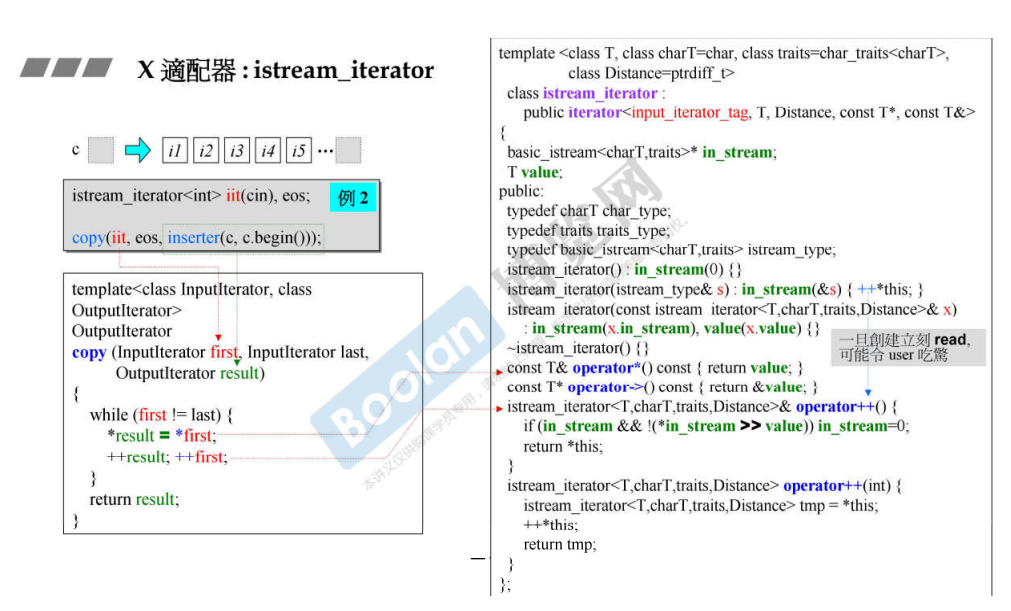 X 適配器 : istream_iterator
c i1 i2 i3 i4 i5 ...
istream_iterator<int> iit(cin), eos;
例 2
copy(iit, eos, inserter(c, c.begin()));
template<class InputIterator, class
OutputIterator>
OutputIterator
copy (InputIterator first, InputIterator last,
OutputIterator result)
{
while (first != last) {
*result = *first;
++result; ++first;
}
return result;
}
template <class T, class charT=char, class traits=char_traits<charT>,
class Distance=ptrdiff_t>
class istream_iterator :
public iterator<input_iterator_tag, T, Distance, const T*, const T&>
{
basic_istream<charT,traits>* in_stream;
T value;
public:
typedef charT char_type;
typedef traits traits_type;
typedef basic_istream<charT,traits> istream_type;
istream_iterator() : in_stream(0) {}
istream_iterator(istream_type& s) : in_stream(&s) { ++*this; }
istream_iterator(const istream_iterator<T,charT,traits,Distance>& x)
: in_stream(x.in_stream), value(x.value) {}
~istream_iterator() {}
一旦創建立刻 read,
可能令 user 吃驚
const T& operator*() const { return value; }
const T* operator->() const { return &value; }
istream_iterator<T,charT,traits,Distance>& operator++() {
if (in_stream && !(*in_stream >> value)) in_stream=0;
return *this;
}
istream_iterator<T,charT,traits,Distance> operator++(int) {
istream_iterator<T,charT,traits,Distance> tmp = *this;
++*this;
return tmp;
}
};
Boolan
博览网
本讲义仅供购课学员专用